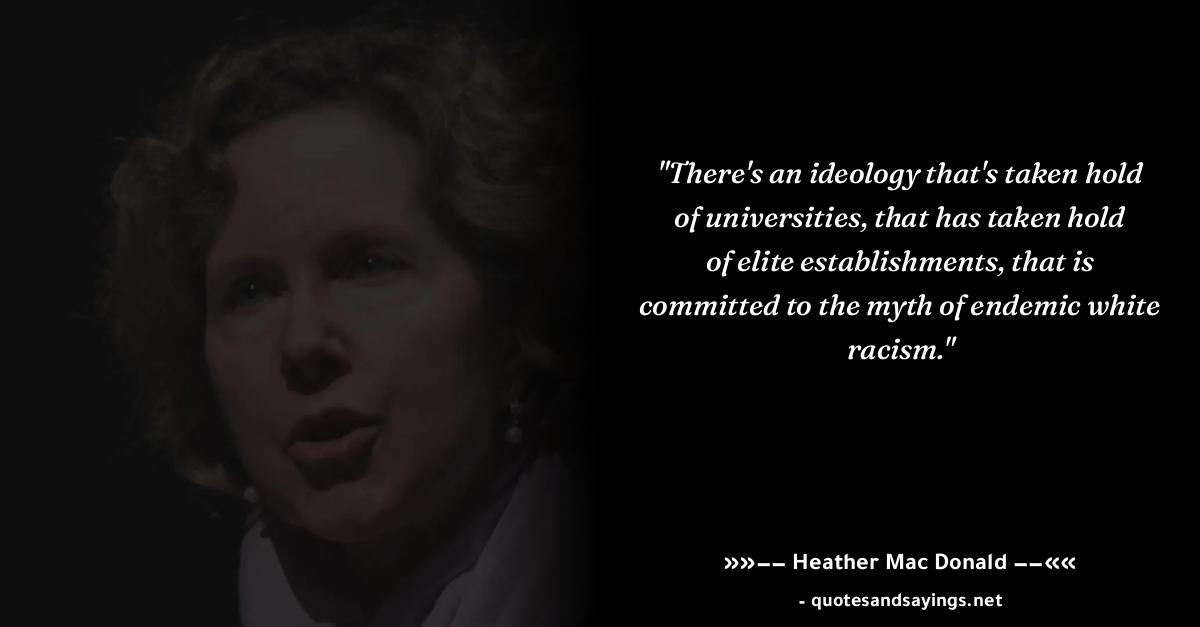 "There's an ideology that's taken hold
of universities, that has taken hold
of elite establishments, that is
committed to the myth of endemic white
racism."
»»−− Heather Mac Donald −−««
- quotesandsayings.net